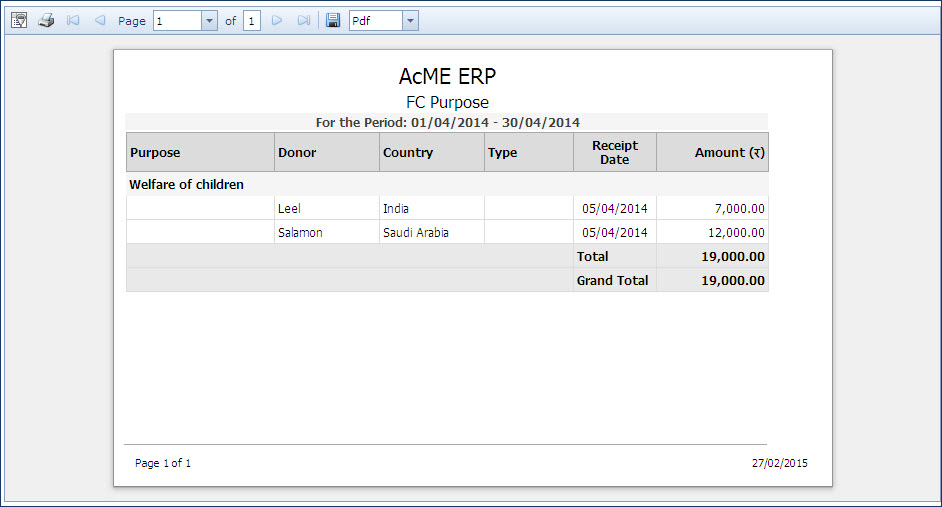 Page 1 of 1 Pdf
AcME ERP
FC Purpose
For the Period: 01/04/2014 - 30/04/2014
Purpose Donor Country Type Receipt Date Amount (₹)
Welfare of children
Leel India 05/04/2014 7,000.00
Salamon Saudi Arabia 05/04/2014 12,000.00
Total 19,000.00
Grand Total 19,000.00
Page 1 of 1 27/02/2015